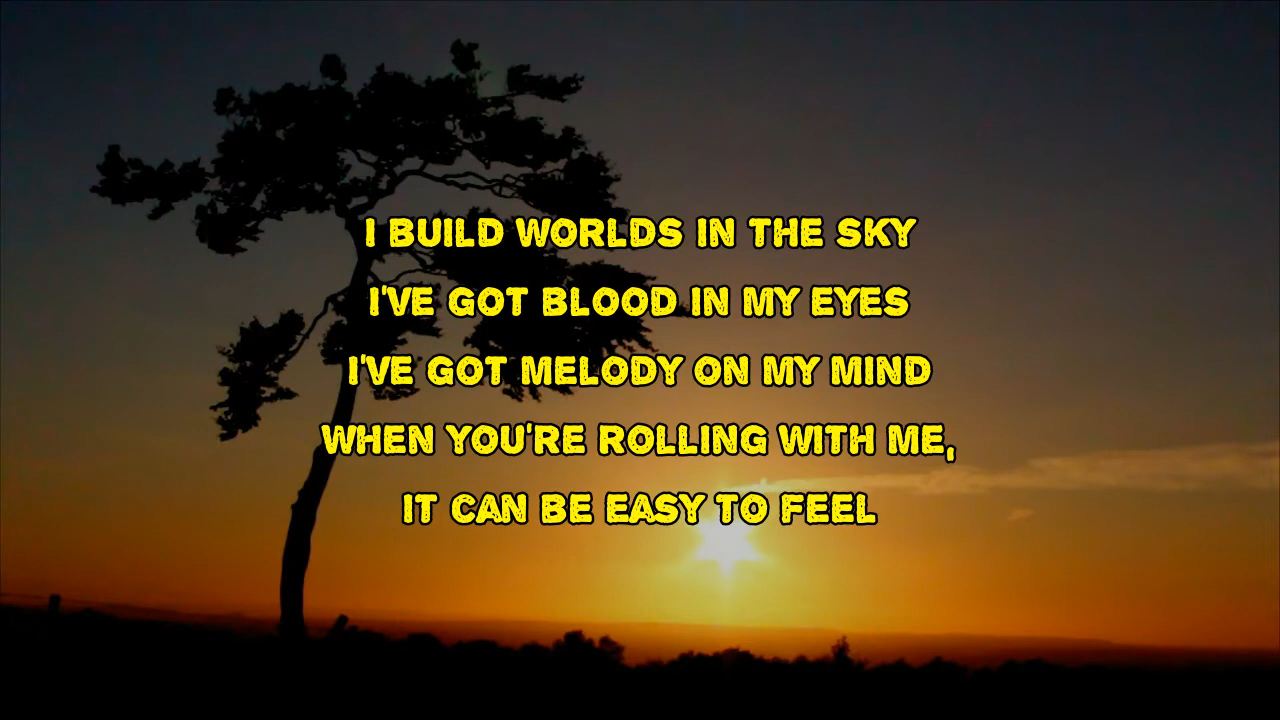 I BUILD WORLDS IN THE SKY
I'VE GOT BLOOD IN MY EYES
I'VE GOT MELODY ON MY MIND
WHEN YOU'RE ROLLING WITH ME,
IT CAN BE EASY TO FEEL